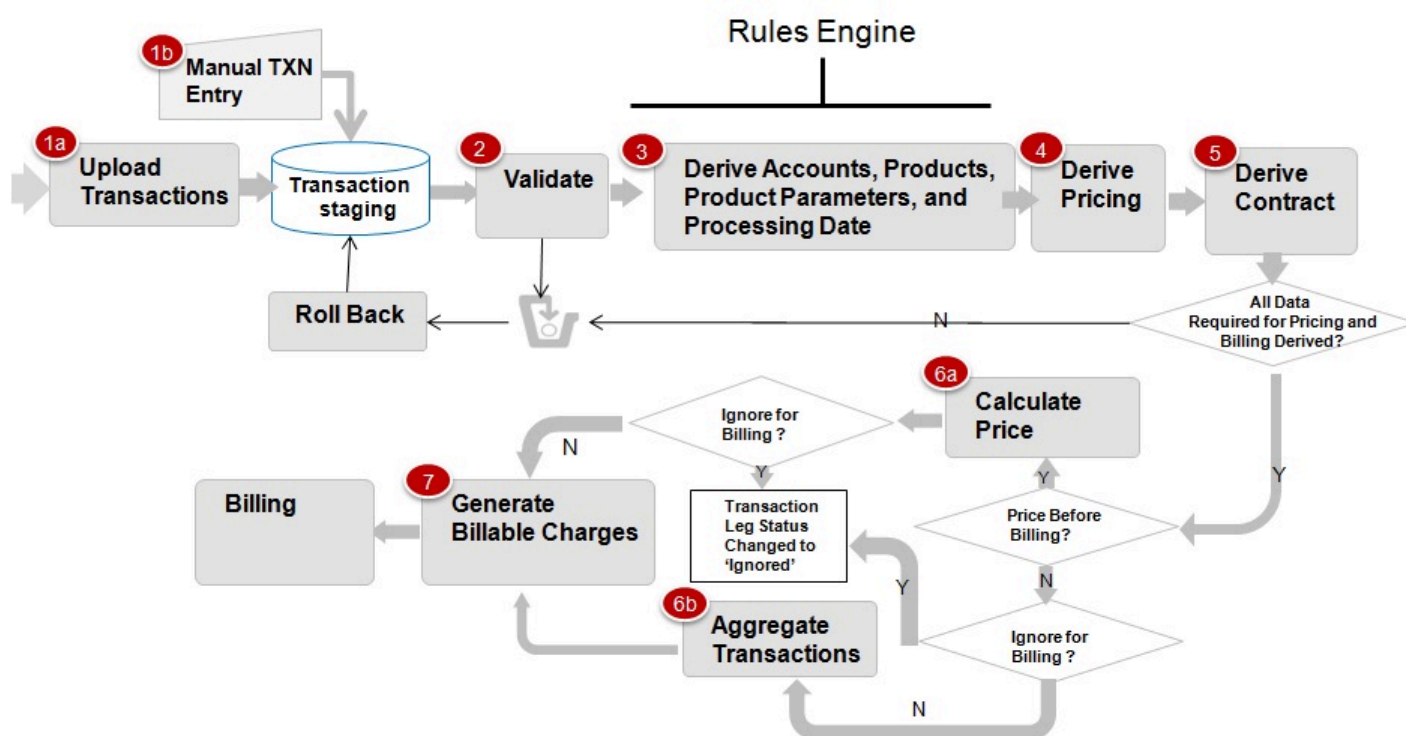 Rules Engine
1b
Manual TXN
Entry
1a
Upload
Transactions
Transaction
staging
2
Validate
3
Derive Accounts, Products,
Product Parameters, and
Processing Date
4
Derive
Pricing
5
Derive
Contract
Roll Back
N
All Data
Required for Pricing and
Billing Derived?
Y
6a
Calculate
Price
Ignore for
Billing ?
N
Y
Y
Price Before
Billing?
N
Billing
7
Generate
Billable Charges
Transaction
Leg Status
Changed to
‘Ignored’
Y
6b
Aggregate
Transactions
Ignore for
Billing ?
N